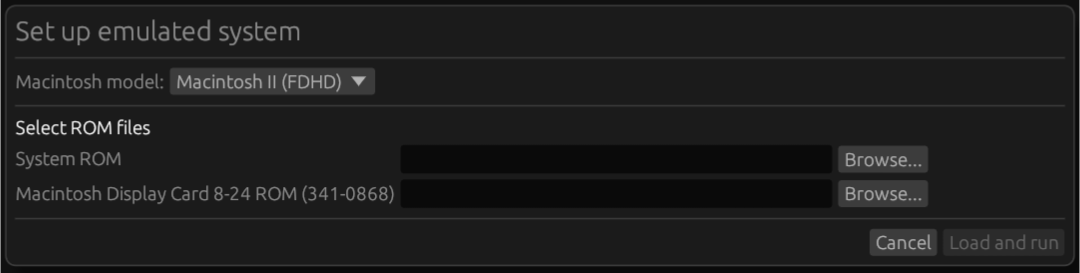 Set up emulated system
Macintosh model: Macintosh II (FDHD)
Select ROM files
System ROM Browse...
Macintosh Display Card 8-24 ROM (341-0868) Browse...
Cancel Load and run